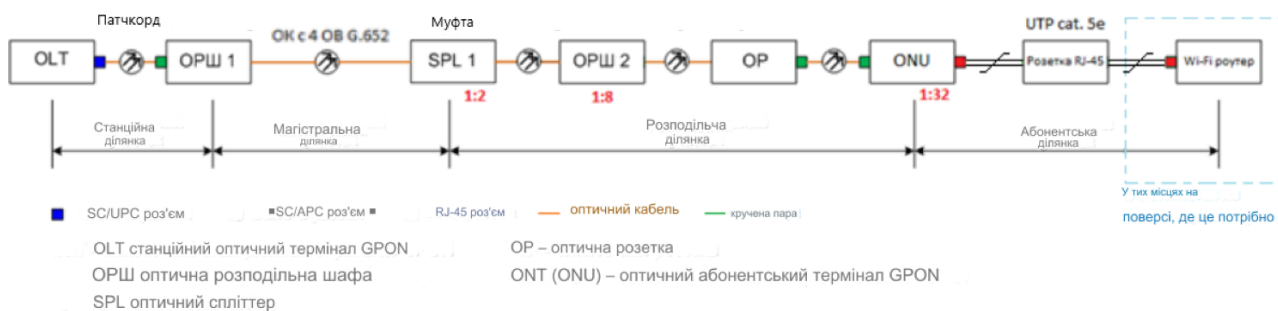 Патчкорд
Муфта
UTP cat. 5e
ОК с 4 ОВ G.652
OLT
ОРШ 1
SPL 1
ОРШ 2
ОР
ONU
Розетка RJ-45
Wi-Fi роутер
1:2
1:8
1:32
Станційна
ділянка
Магістральна
ділянка
Розподільча
ділянка
Абонентська
ділянка
У тих місцях на
поверсі, де це потрібно
SC/UPC роз'єм
SC/APC роз'єм
RJ-45 роз'єм
оптичний кабель
кручена пара
OLT станційний оптичний термінал GPON
ОР – оптична розетка
ОРШ оптична розподільна шафа
ONT (ONU) – оптичний абонентський термінал GPON
SPL оптичний спліттер